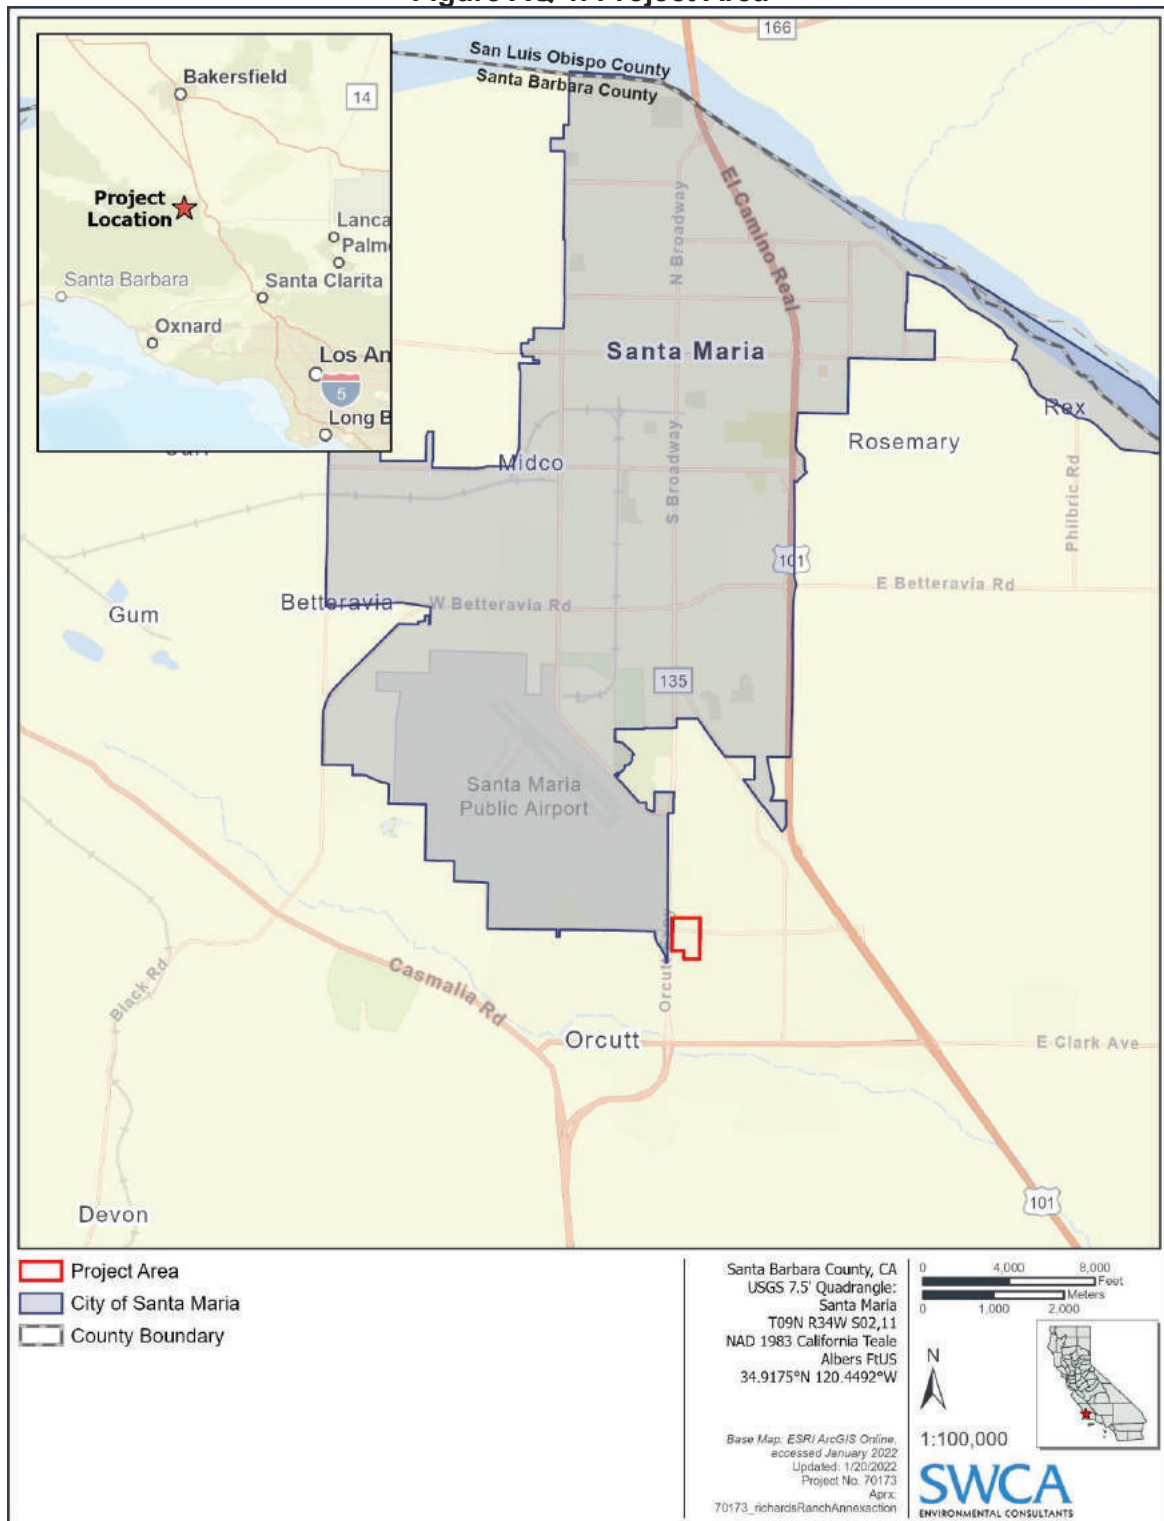 166
San Luis Obispo County
Santa Barbara County
Bakersfield
14
Project
Location
Lanca
Palm
Santa Barbara
Santa Clarita
Oxnard
Los An
5
Long B
N Broadway
El Camino Real
Santa Maria
Rex
Rosemary
Midco
S Broadway
Philbric Rd
101
E Betteravia Rd
Betteravia
W Betteravia Rd
Gum
135
Santa Maria
Public Airport
Orcutt
Black Rd
Casmalia Rd
Orcutt
E Clark Ave
Devon
101
Project Area
City of Santa Maria
County Boundary
Santa Barbara County, CA
USGS 7.5' Quadrangle:
Santa Maria
T09N R34W S02,11
NAD 1983 California Teale
Albers FtUS
34.9175°N 120.4492°W
Base Map: ESRI ArcGIS Online,
accessed January 2022
Updated: 1/20/2022
Project No. 70173
Aprx:
70173_richardsRanchAnnexaction
0 4,000 8,000
Feet
Meters
0 1,000 2,000
N
1:100,000
SWCA
ENVIRONMENTAL CONSULTANTS